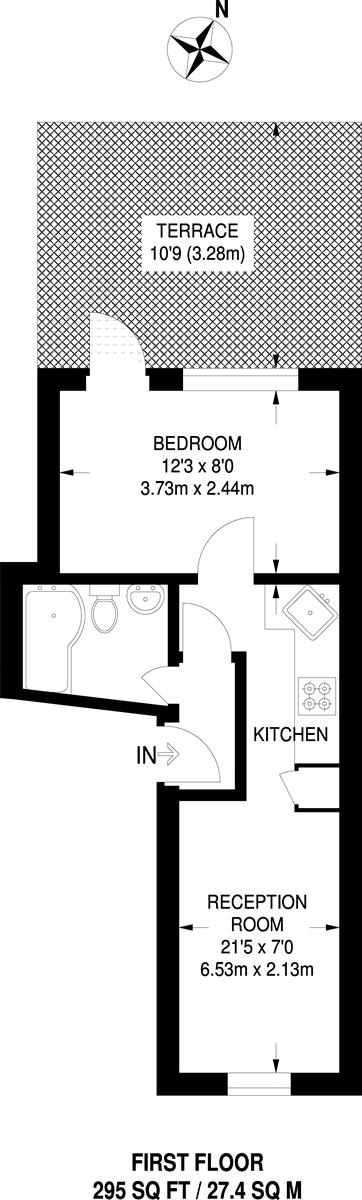 N
TERRACE
10'9 (3.28m)
BEDROOM
12'3 x 8'0
3.73m x 2.44m
KITCHEN
IN
RECEPTION
ROOM
21'5 x 7'0
6.53m x 2.13m
FIRST FLOOR
295 SQ FT / 27.4 SQ M